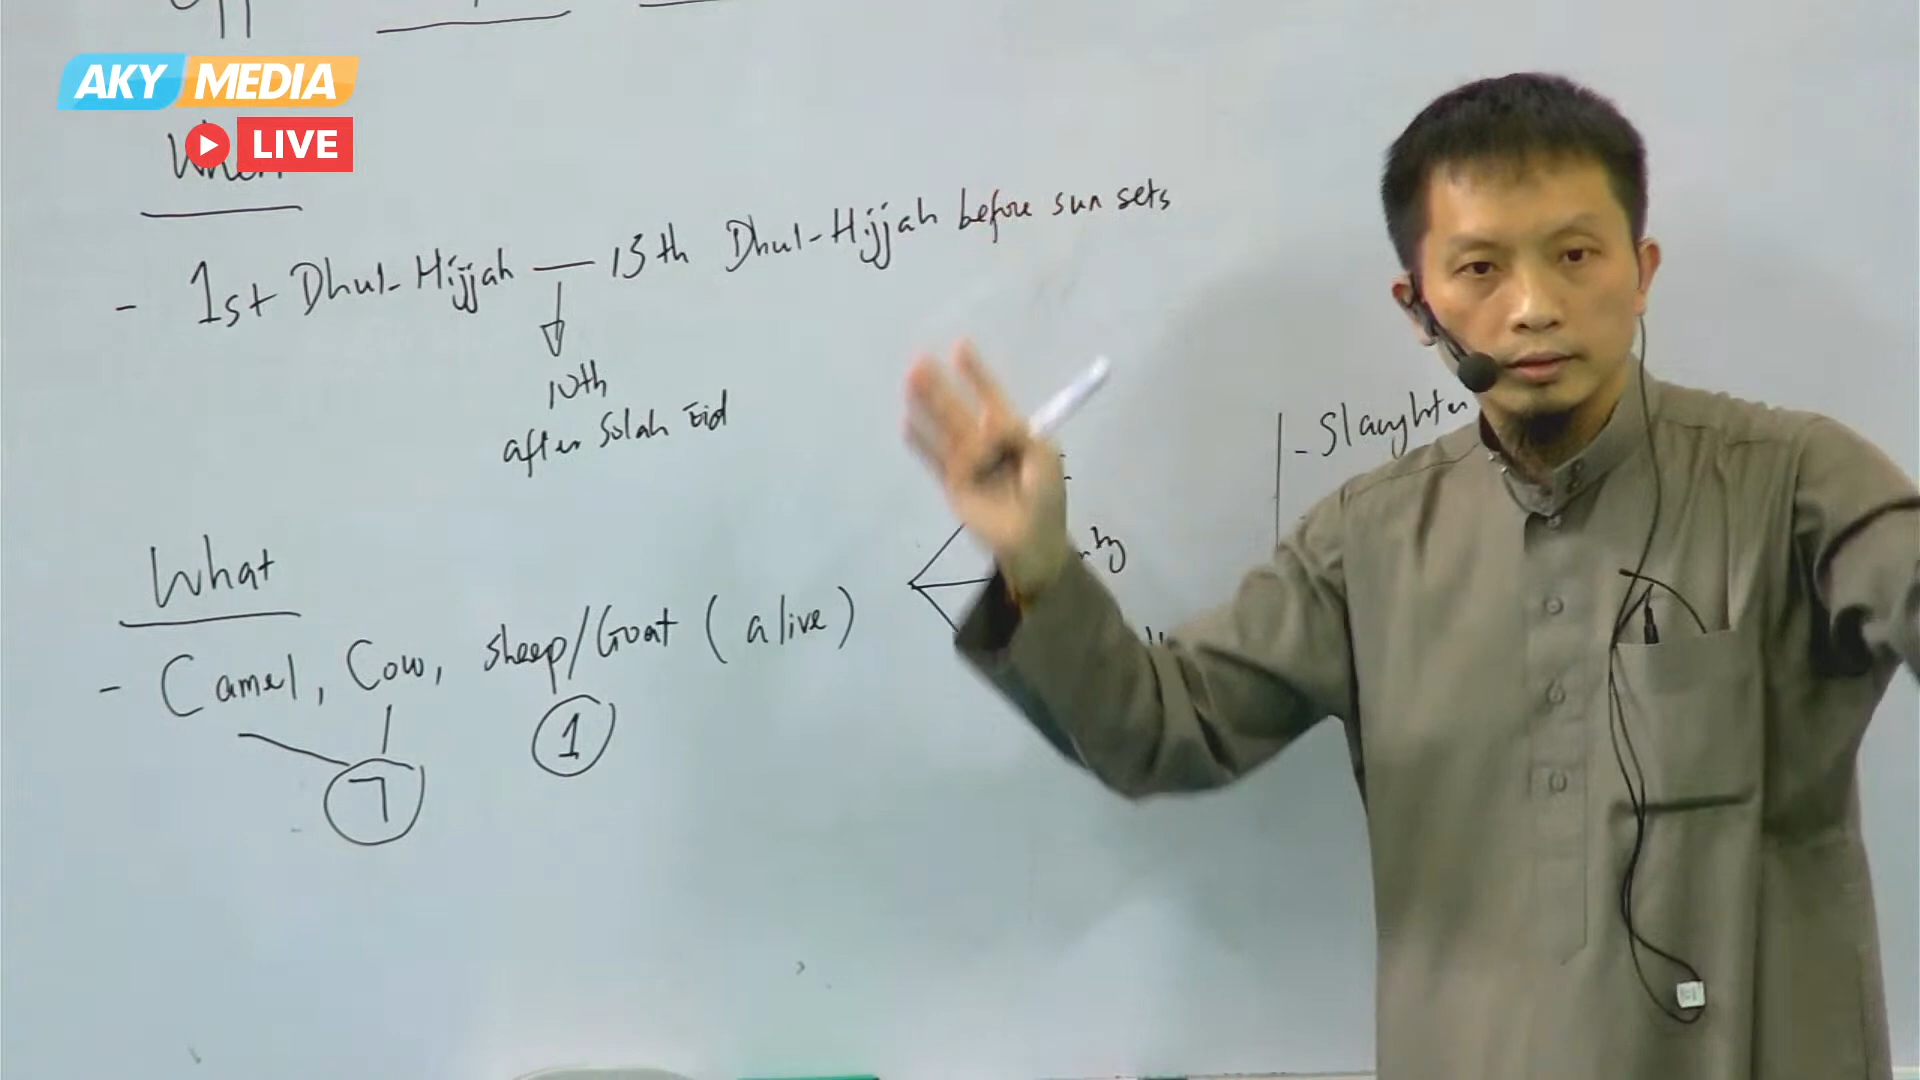 AKY MEDIA
LIVE
When
- 1st Dhul-Hijjah — 13th Dhul-Hijjah before sun sets
10th
after Solah Eid
- Slaughter
What
- Camel, Cow, sheep/Goat (alive)
7
1